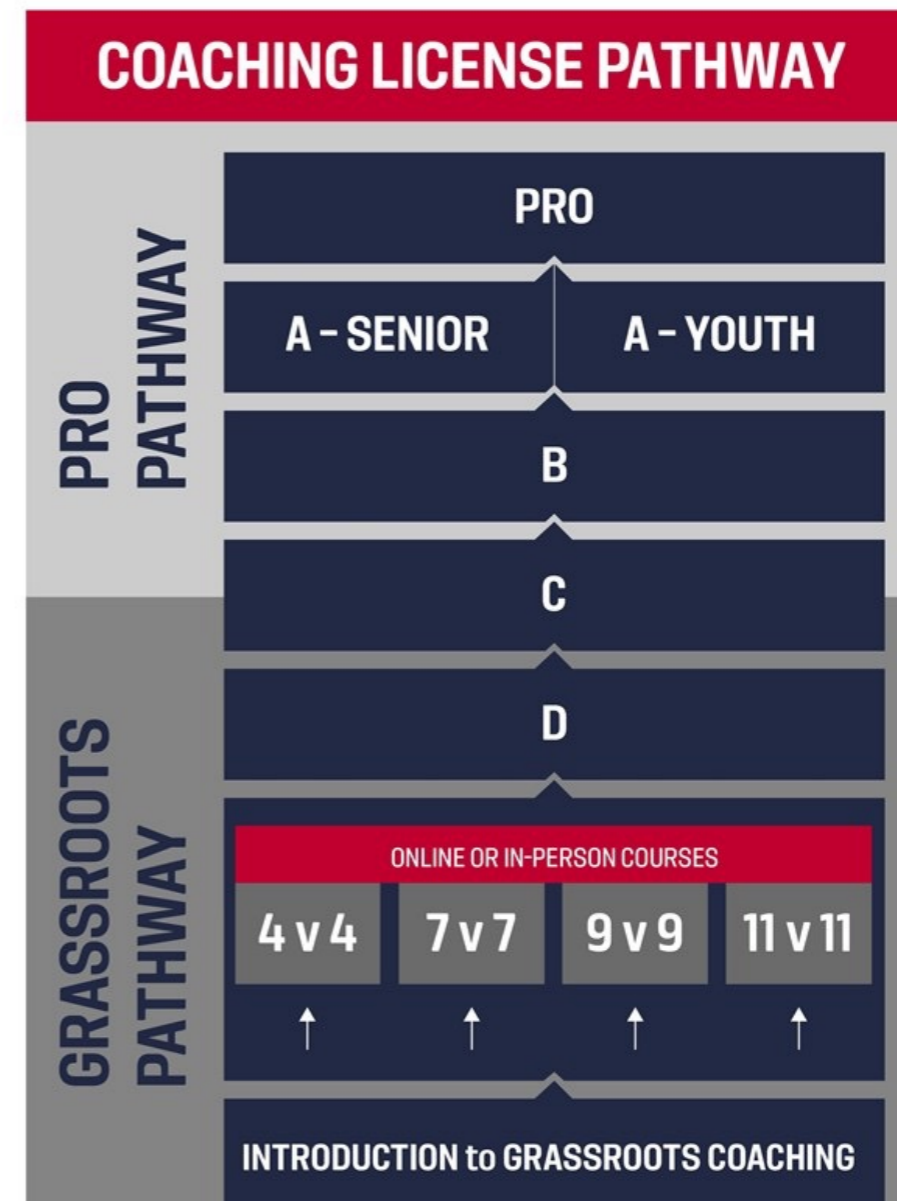 COACHING LICENSE PATHWAY
PRO
PATHWAY
PRO
A – SENIOR
A – YOUTH
B
C
GRASSROOTS
PATHWAY
D
ONLINE OR IN-PERSON COURSES
4 v 4
7 v 7
9 v 9
11 v 11
INTRODUCTION to GRASSROOTS COACHING